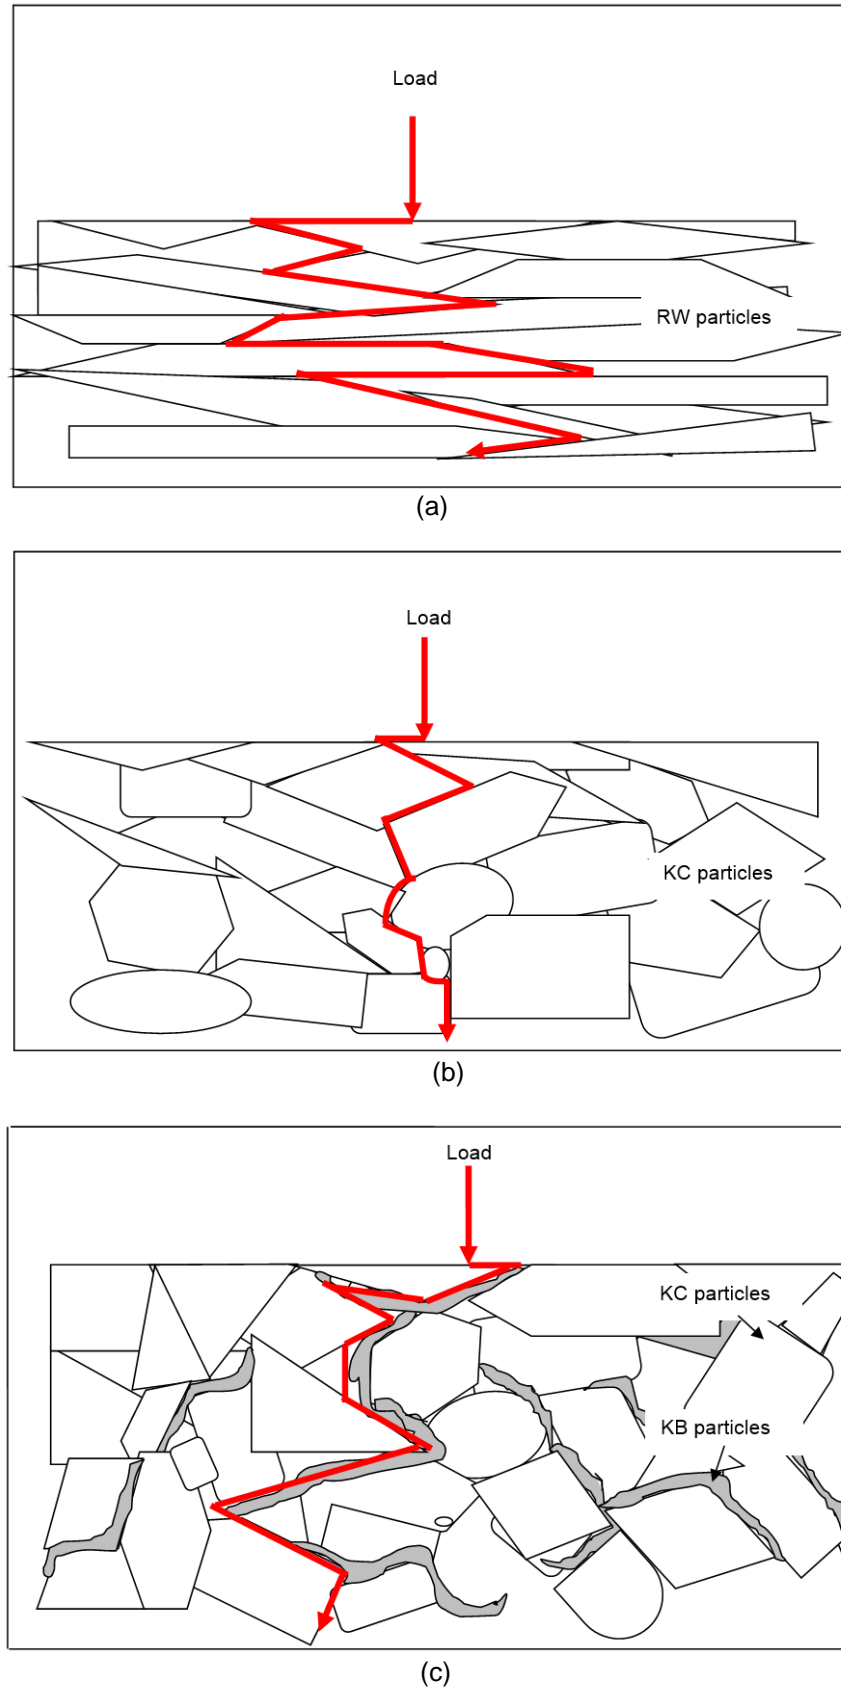 Load
RW particles
(a)
Load
KC particles
(b)
Load
KC particles
KB particles
(c)